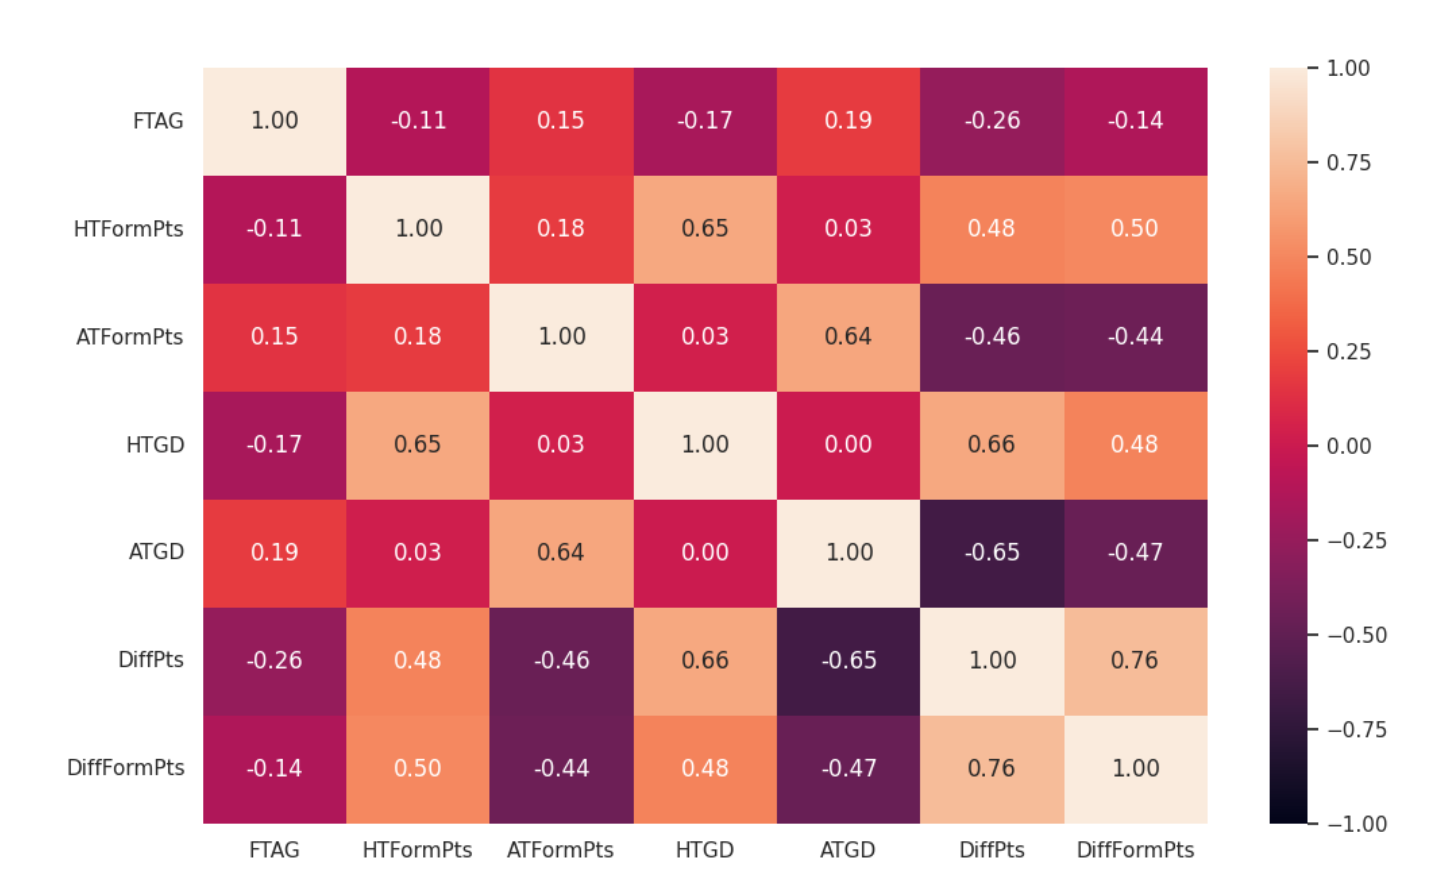 FTAG 1.00 -0.11 0.15 -0.17 0.19 -0.26 -0.14
HTFormPts -0.11 1.00 0.18 0.65 0.03 0.48 0.50
ATFormPts 0.15 0.18 1.00 0.03 0.64 -0.46 -0.44
HTGD -0.17 0.65 0.03 1.00 0.00 0.66 0.48
ATGD 0.19 0.03 0.64 0.00 1.00 -0.65 -0.47
DiffPts -0.26 0.48 -0.46 0.66 -0.65 1.00 0.76
DiffFormPts -0.14 0.50 -0.44 0.48 -0.47 0.76 1.00
FTAG HTFormPts ATFormPts HTGD ATGD DiffPts DiffFormPts
1.00
0.75
0.50
0.25
0.00
−0.25
−0.50
−0.75
−1.00